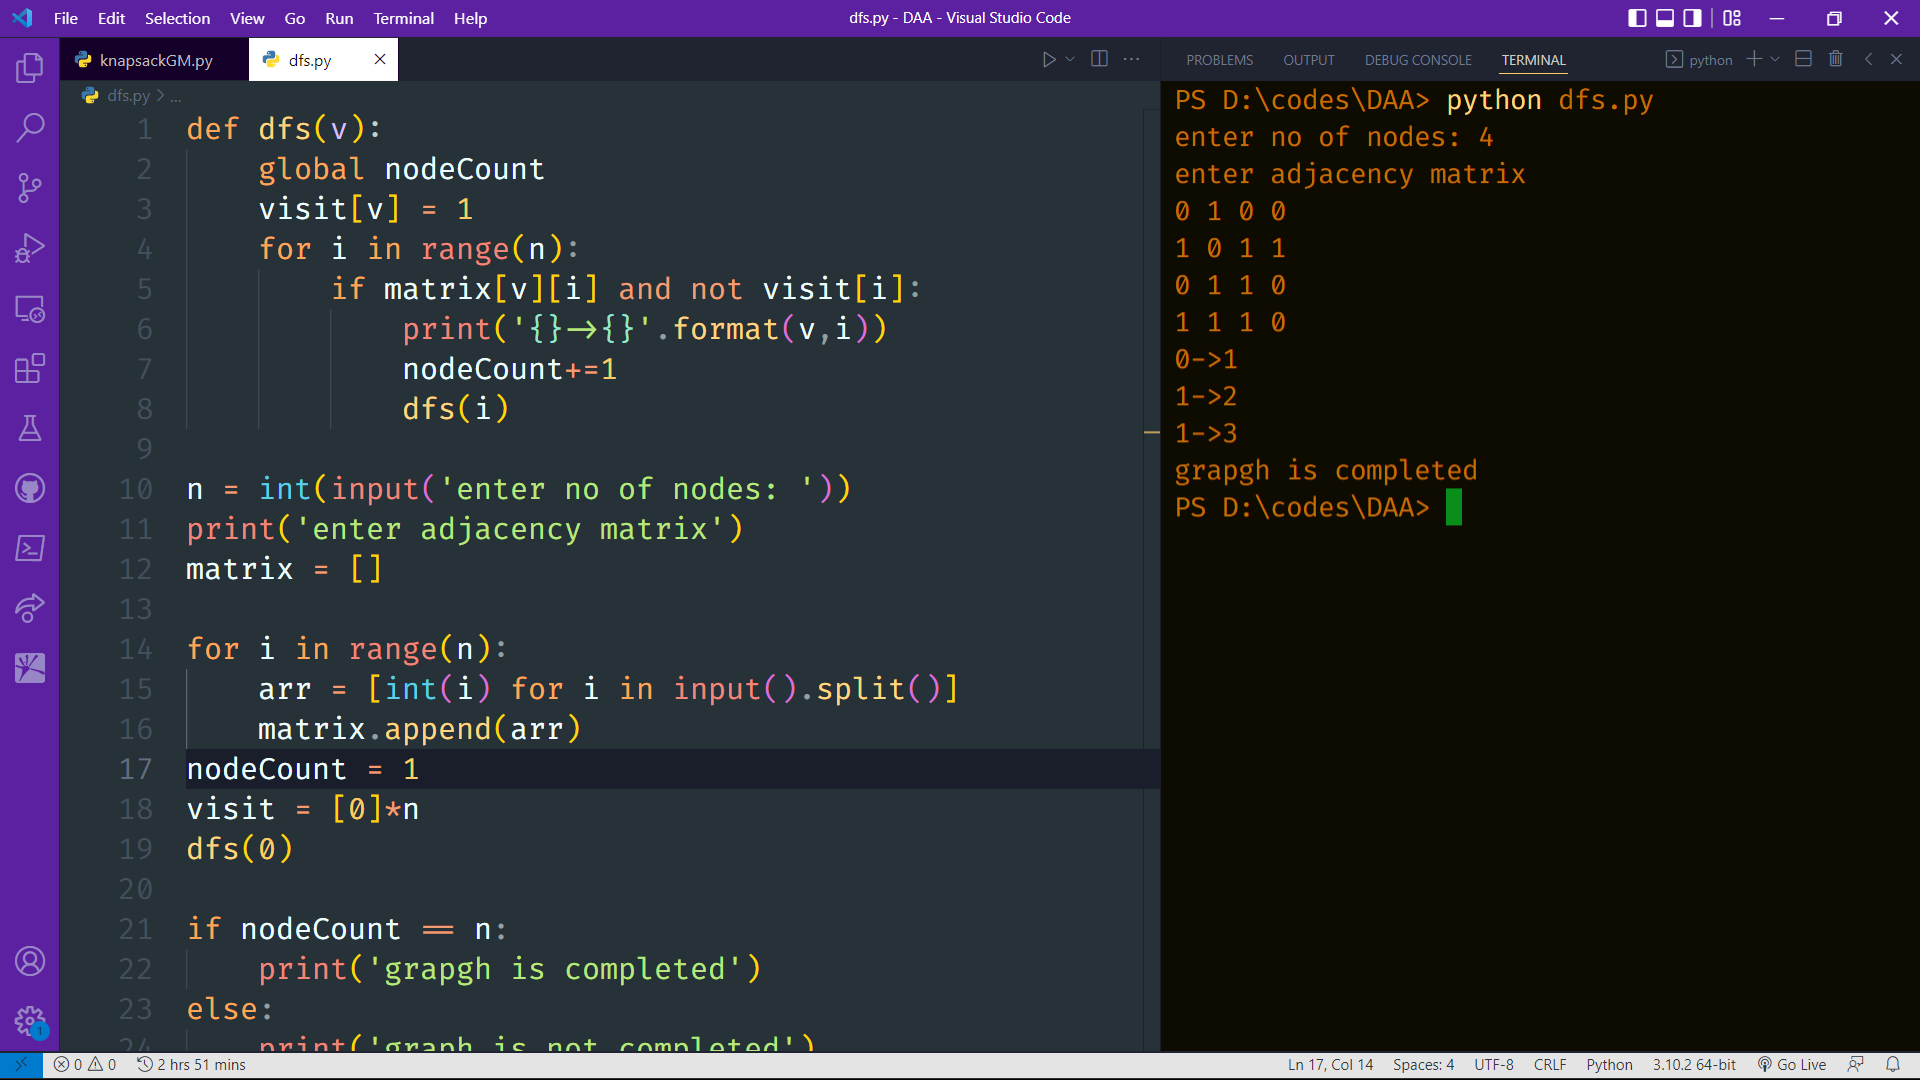 File Edit Selection View Go Run Terminal Help
dfs.py - DAA - Visual Studio Code
knapsackGM.py
dfs.py
dfs.py > ...
1 def dfs(v):
2 global nodeCount
3 visit[v] = 1
4 for i in range(n):
5 if matrix[v][i] and not visit[i]:
6 print('{}->{}'.format(v,i))
7 nodeCount+=1
8 dfs(i)
9
10 n = int(input('enter no of nodes: '))
11 print('enter adjacency matrix')
12 matrix = []
13
14 for i in range(n):
15 arr = [int(i) for i in input().split()]
16 matrix.append(arr)
17 nodeCount = 1
18 visit = [0]*n
19 dfs(0)
20
21 if nodeCount == n:
22 print('grapgh is completed')
23 else:
24 print('graph is not completed')
PROBLEMS OUTPUT DEBUG CONSOLE TERMINAL
python
PS D:\codes\DAA> python dfs.py
enter no of nodes: 4
enter adjacency matrix
0 1 0 0
1 0 1 1
0 1 1 0
1 1 1 0
0->1
1->2
1->3
grapgh is completed
PS D:\codes\DAA>
1
0 0 2 hrs 51 mins
Ln 17, Col 14 Spaces: 4 UTF-8 CRLF Python 3.10.2 64-bit Go Live